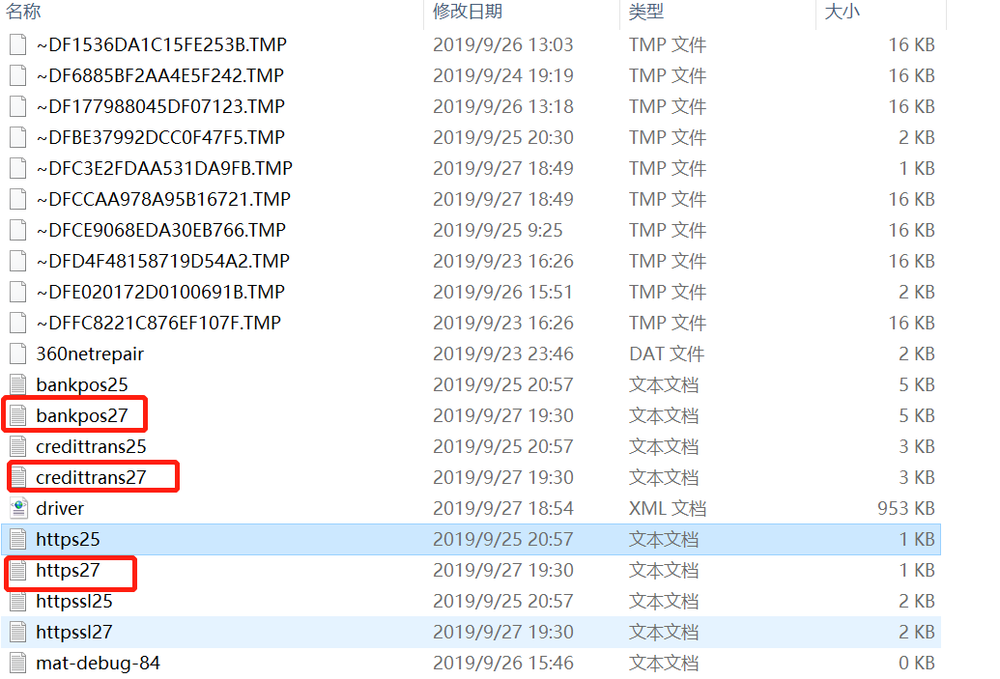 名称 修改日期 类型 大小
~DF1536DA1C15FE253B.TMP 2019/9/26 13:03 TMP 文件 16 KB
~DF6885BF2AA4E5F242.TMP 2019/9/24 19:19 TMP 文件 16 KB
~DF177988045DF07123.TMP 2019/9/26 13:18 TMP 文件 16 KB
~DFBE37992DCC0F47F5.TMP 2019/9/25 20:30 TMP 文件 2 KB
~DFC3E2FDAA531DA9FB.TMP 2019/9/27 18:49 TMP 文件 1 KB
~DFCCAA978A95B16721.TMP 2019/9/27 18:49 TMP 文件 16 KB
~DFCE9068EDA30EB766.TMP 2019/9/25 9:25 TMP 文件 16 KB
~DFD4F48158719D54A2.TMP 2019/9/23 16:26 TMP 文件 16 KB
~DFE020172D0100691B.TMP 2019/9/26 15:51 TMP 文件 2 KB
~DFFC8221C876EF107F.TMP 2019/9/23 16:26 TMP 文件 16 KB
360netrepair 2019/9/23 23:46 DAT 文件 2 KB
bankpos25 2019/9/25 20:57 文本文档 5 KB
bankpos27 2019/9/27 19:30 文本文档 5 KB
credittrans25 2019/9/25 20:57 文本文档 3 KB
credittrans27 2019/9/27 19:30 文本文档 3 KB
driver 2019/9/27 18:54 XML 文档 953 KB
https25 2019/9/25 20:57 文本文档 1 KB
https27 2019/9/27 19:30 文本文档 1 KB
httpssl25 2019/9/25 20:57 文本文档 2 KB
httpssl27 2019/9/27 19:30 文本文档 2 KB
mat-debug-84 2019/9/26 15:46 文本文档 0 KB